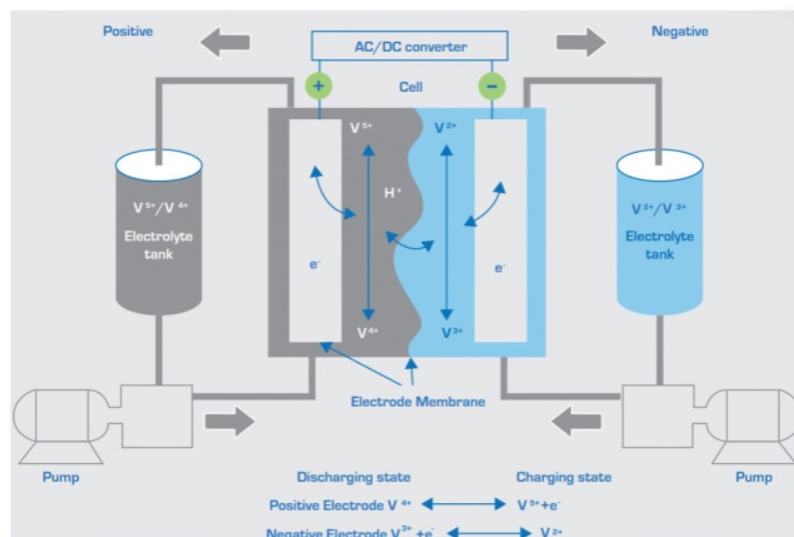 Positive
Negative
AC/DC converter
+
Cell
−
V⁵⁺
V²⁺
H⁺
V⁵⁺/V⁴⁺
Electrolyte
tank
V²⁺/V³⁺
Electrolyte
tank
e⁻
e⁻
V⁴⁺
V³⁺
Electrode Membrane
Pump
Pump
Discharging state
Charging state
Positive Electrode V⁴⁺
V⁵⁺+e⁻
Negative Electrode V³⁺+e⁻
V²⁺